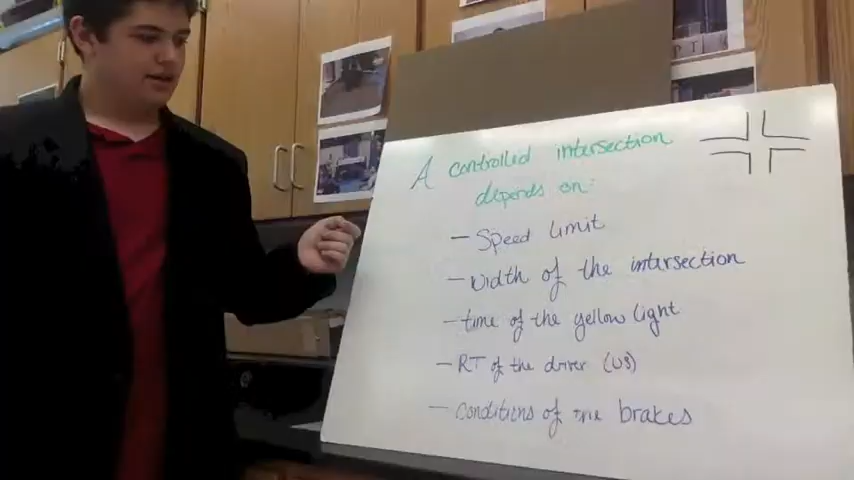 A controlled intersection
depends on:
- Speed limit
- width of the intersection
- time of the yellow light
- RT of the driver (us)
- conditions of the brakes